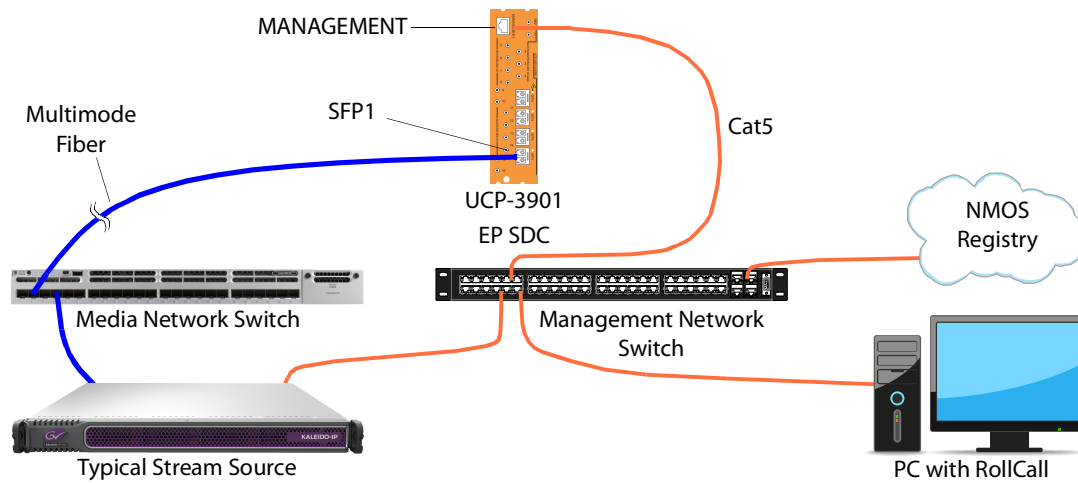 MANAGEMENT
Multimode
Fiber
SFP1
Cat5
UCP-3901
EP SDC
NMOS
Registry
Media Network Switch
Management Network
Switch
KALEIDO-IP
Typical Stream Source
PC with RollCall